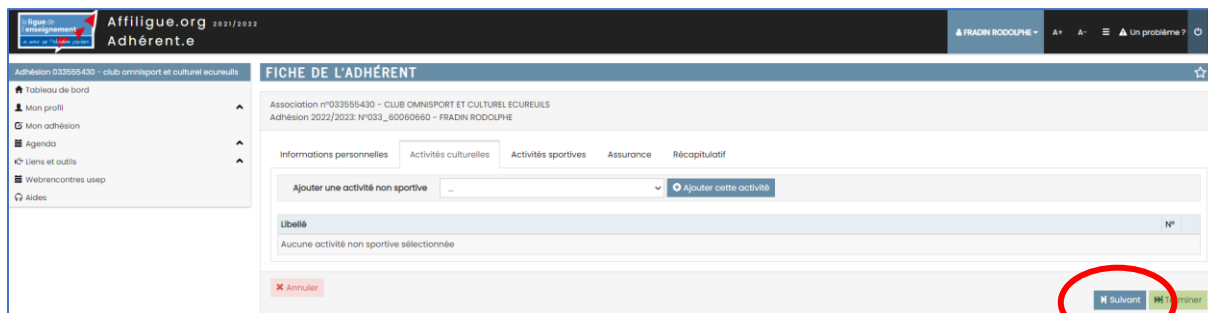 la ligue de
l'enseignement
Affiligue.org 2021/2022
Adhérent.e
FRADIN RODOLPHE
A+ A- Un problème ?
Adhésion 033555430 - club omnisport et culturel ecureuils
Tableau de bord
Mon profil
Mon adhésion
Agenda
Liens et outils
Webrencontres usep
Aides
FICHE DE L'ADHÉRENT
Association n°033555430 - CLUB OMNISPORT ET CULTUREL ECUREUILS
Adhésion 2022/2023: N°033_60060660 - FRADIN RODOLPHE
Informations personnelles Activités culturelles Activités sportives Assurance Récapitulatif
Ajouter une activité non sportive ... Ajouter cette activité
Libellé N°
Aucune activité non sportive sélectionnée
Annuler
Suivant Terminer